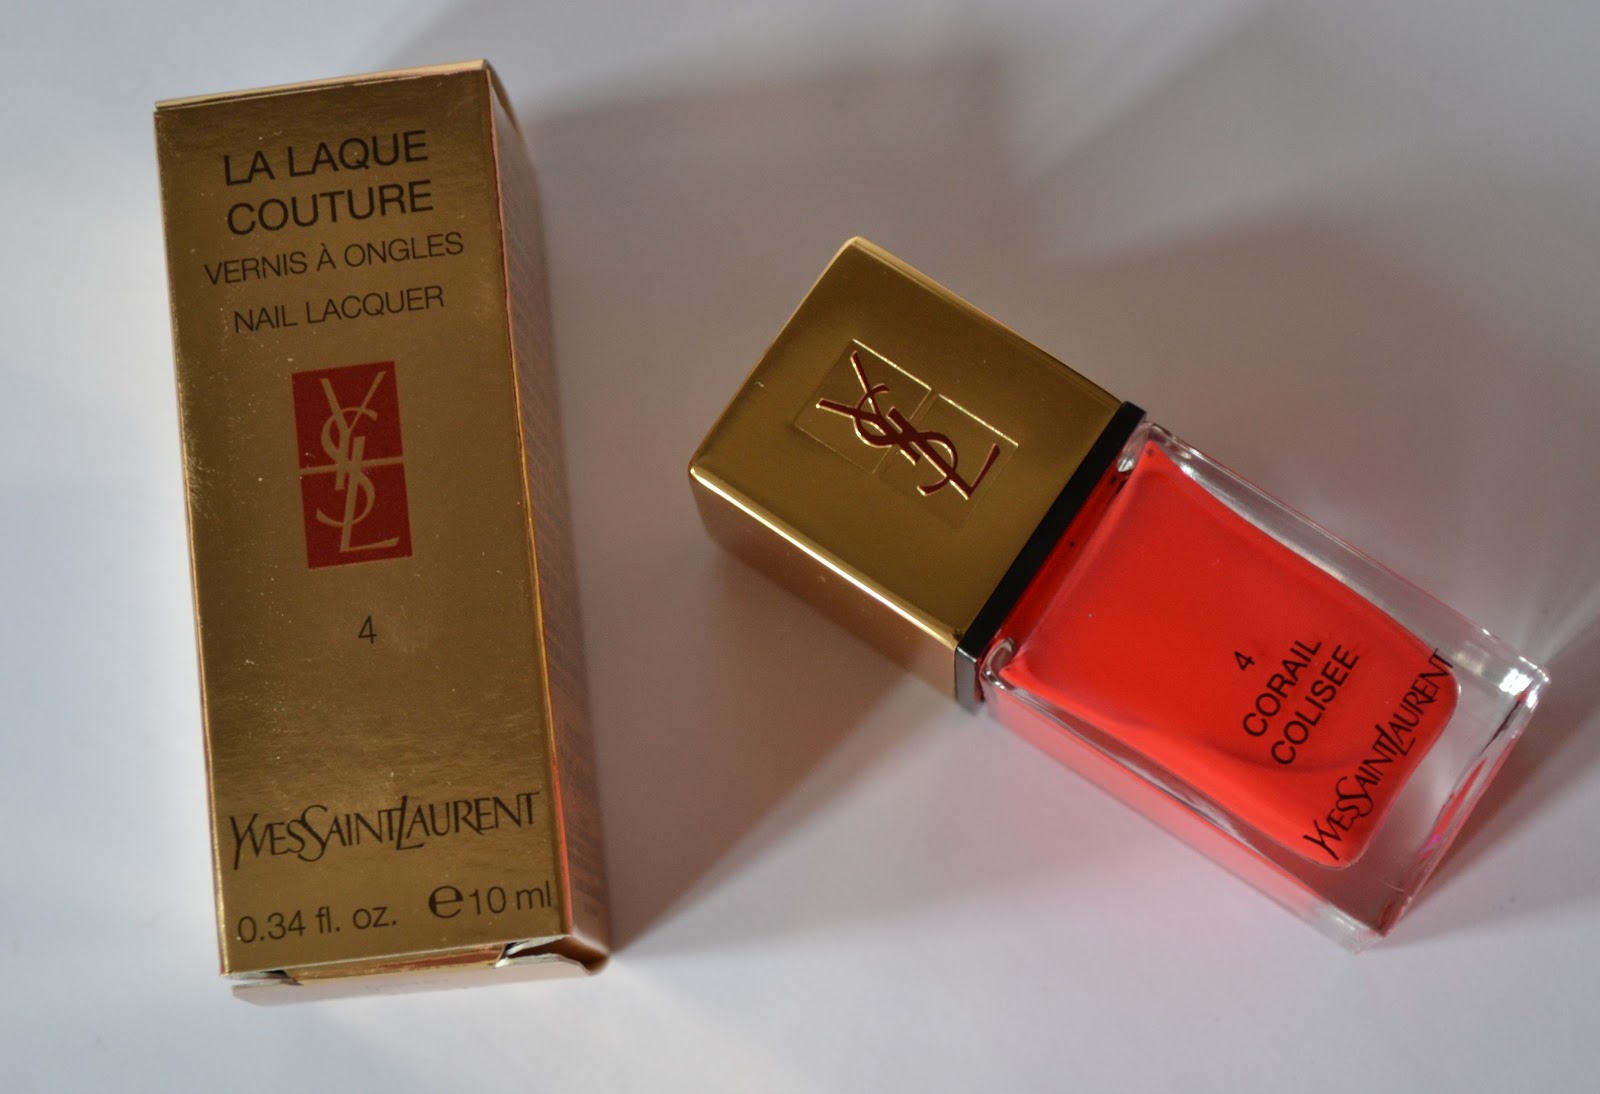 LA LAQUE
COUTURE
VERNIS À ONGLES
NAIL LACQUER
YSL
4
YVESSAINTLAURENT
0.34 fl. oz. ℮10 ml
YSL
4
CORAIL
COLISÉE
YVESSAINTLAURENT